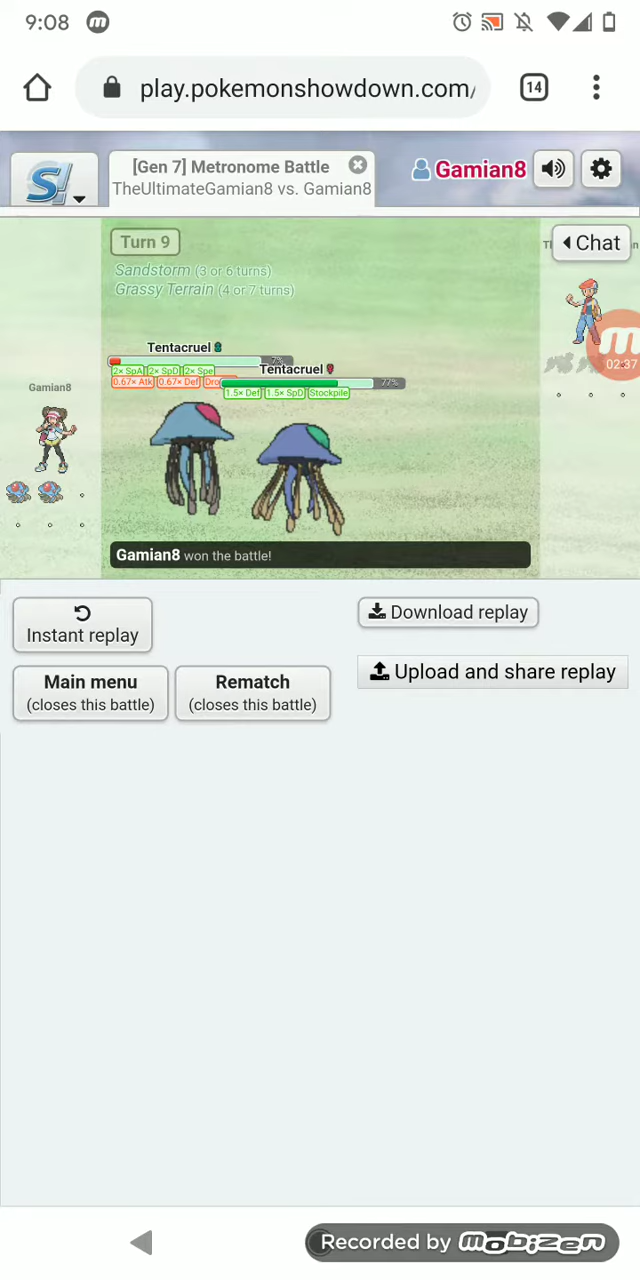 9:08
play.pokemonshowdown.com/
14
[Gen 7] Metronome Battle
TheUltimateGamian8 vs. Gamian8
Gamian8
Turn 9
Chat
Sandstorm (3 or 6 turns)
Grassy Terrain (4 or 7 turns)
02:37
Tentacruel
7%
2× SpA 2× SpD 2× Spe
0.67× Atk 0.67× Def
Tentacruel
77%
1.5× Def 1.5× SpD Stockpile
Gamian8
Gamian8 won the battle!
Instant replay
Download replay
Main menu
(closes this battle)
Rematch
(closes this battle)
Upload and share replay
Recorded by mobizen